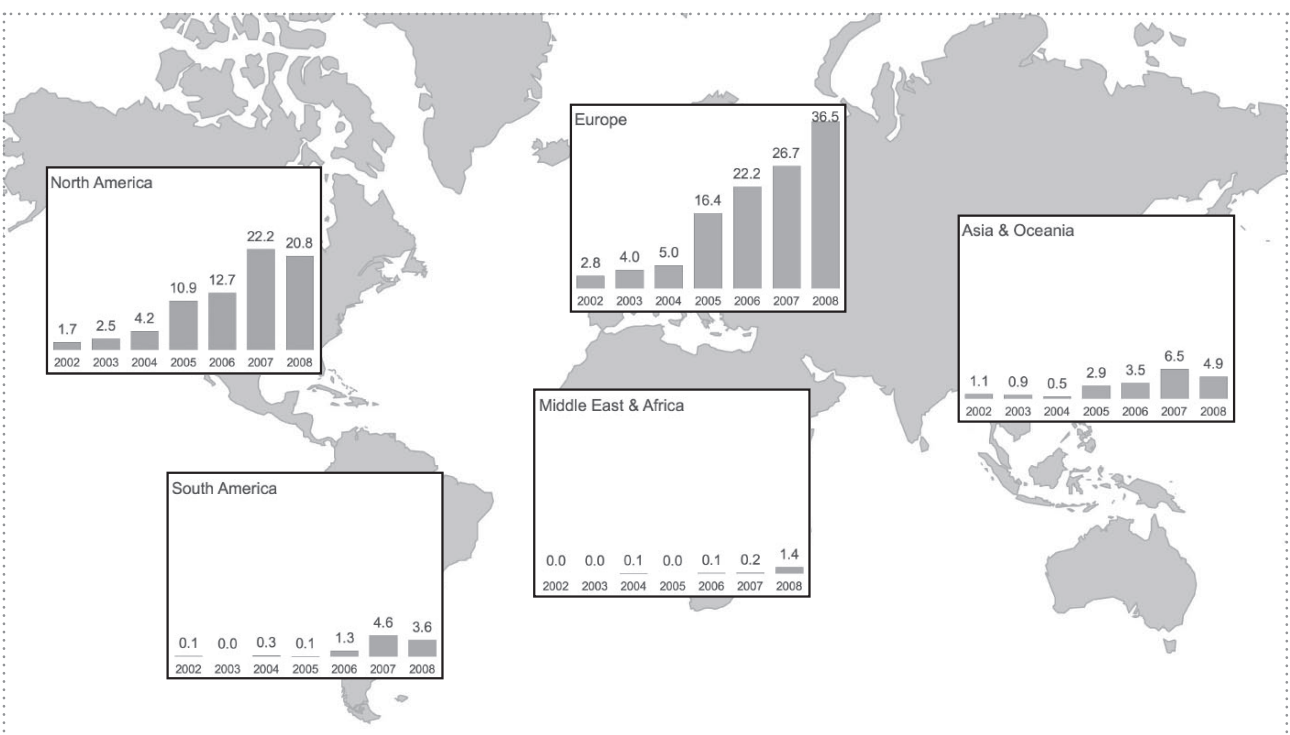 North America
22.2
20.8
10.9
12.7
1.7
2.5
4.2
2002 2003 2004 2005 2006 2007 2008
Europe
36.5
26.7
22.2
16.4
2.8
4.0
5.0
2002 2003 2004 2005 2006 2007 2008
Asia & Oceania
6.5
4.9
1.1
0.9
0.5
2.9
3.5
2002 2003 2004 2005 2006 2007 2008
Middle East & Africa
0.0 0.0 0.1 0.0 0.1 0.2 1.4
2002 2003 2004 2005 2006 2007 2008
South America
0.1 0.0 0.3 0.1 1.3 4.6 3.6
2002 2003 2004 2005 2006 2007 2008